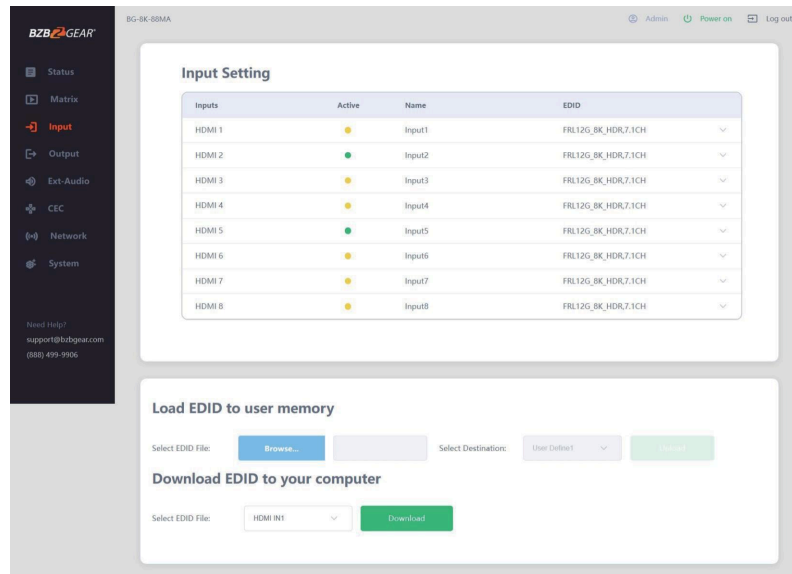 BG-8K-88MA
Admin Power on Log out
BZBGEAR
Status
Matrix
Input
Output
Ext-Audio
CEC
Network
System
Need Help?
support@bzbgear.com
(888) 499-9906
Input Setting
Inputs Active Name EDID
HDMI 1 Input1 FRL12G_8K_HDR,7.1CH
HDMI 2 Input2 FRL12G_8K_HDR,7.1CH
HDMI 3 Input3 FRL12G_8K_HDR,7.1CH
HDMI 4 Input4 FRL12G_8K_HDR,7.1CH
HDMI 5 Input5 FRL12G_8K_HDR,7.1CH
HDMI 6 Input6 FRL12G_8K_HDR,7.1CH
HDMI 7 Input7 FRL12G_8K_HDR,7.1CH
HDMI 8 Input8 FRL12G_8K_HDR,7.1CH
Load EDID to user memory
Select EDID File: Browse... Select Destination: User Define1
Download EDID to your computer
Select EDID File: HDMI IN1 Download